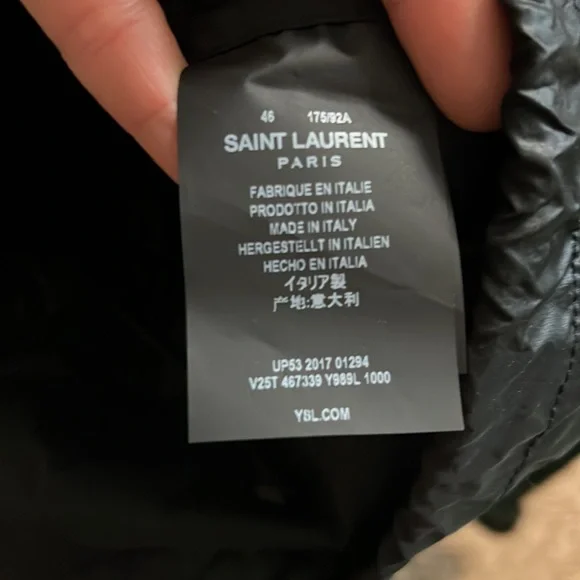 46 175/92A
SAINT LAURENT
PARIS
FABRIQUE EN ITALIE
PRODOTTO IN ITALIA
MADE IN ITALY
HERGESTELLT IN ITALIEN
HECHO EN ITALIA
イタリア製
产地:意大利
UP53 2017 01294
V25T 467339 Y989L 1000
YSL.COM